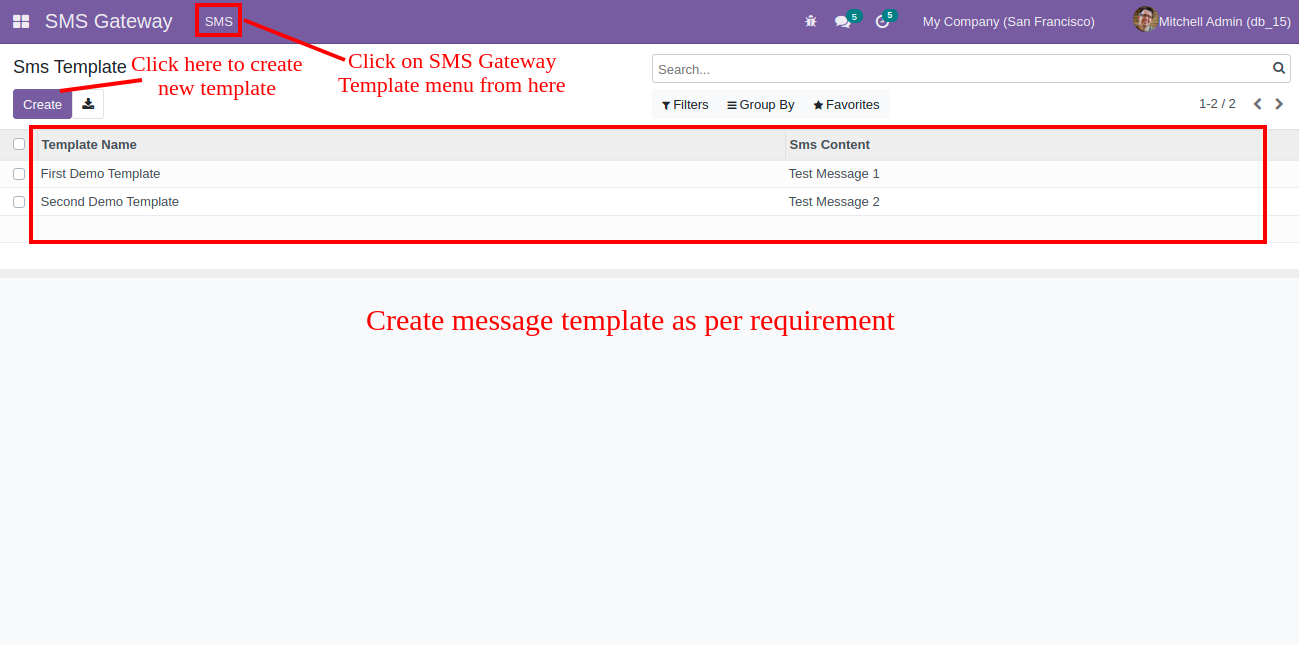 SMS Gateway SMS 5 5 My Company (San Francisco) Mitchell Admin (db_15)
Sms Template
Click here to create
new template
Click on SMS Gateway
Template menu from here
Search...
Create
Filters Group By Favorites 1-2 / 2
Template Name Sms Content
First Demo Template Test Message 1
Second Demo Template Test Message 2
Create message template as per requirement